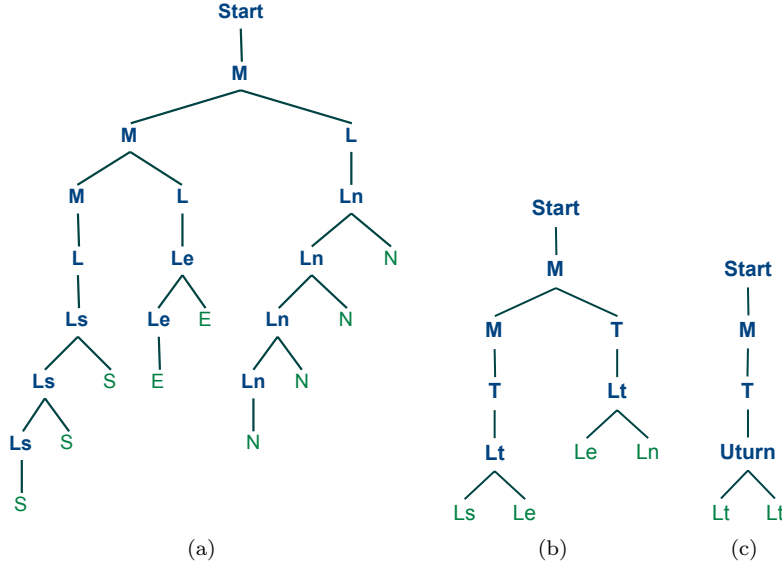 Start
M
M L
M L Ln
Start
L Le Ln N
M
Start
Ls Le E Ln N
M T
M
Ls S E Ln N
T Lt
T
Ls S N
Lt Le Ln
Uturn
S
Ls Le
Lt Lt
(a) (b) (c)